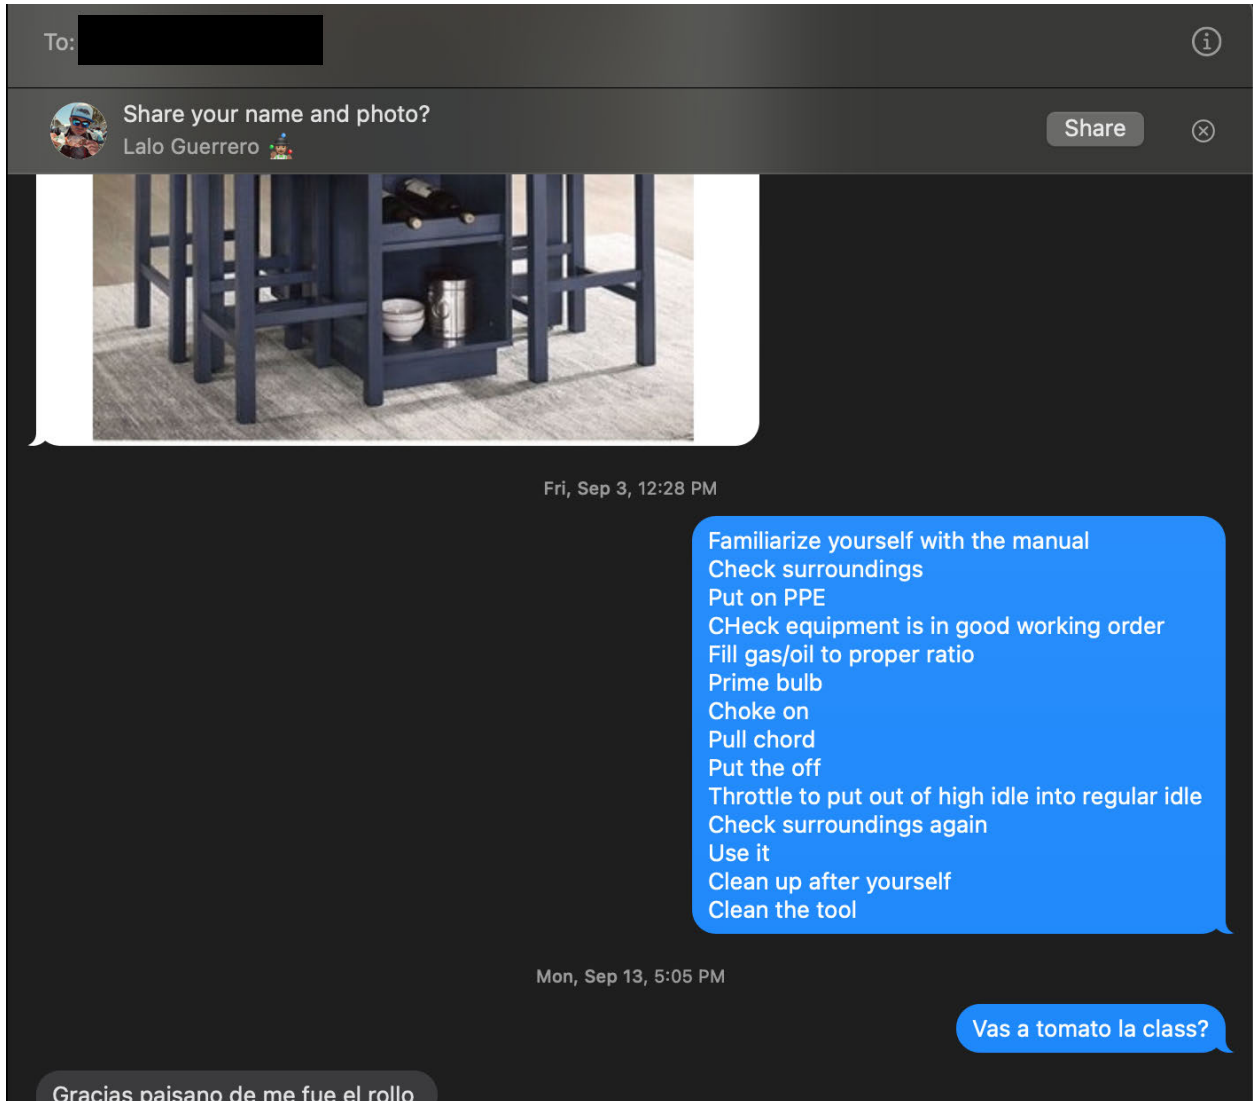 To:
Share your name and photo?
Lalo Guerrero
Share
Fri, Sep 3, 12:28 PM
Familiarize yourself with the manual
Check surroundings
Put on PPE
CHeck equipment is in good working order
Fill gas/oil to proper ratio
Prime bulb
Choke on
Pull chord
Put the off
Throttle to put out of high idle into regular idle
Check surroundings again
Use it
Clean up after yourself
Clean the tool
Mon, Sep 13, 5:05 PM
Vas a tomato la class?
Gracias paisano de me fue el rollo